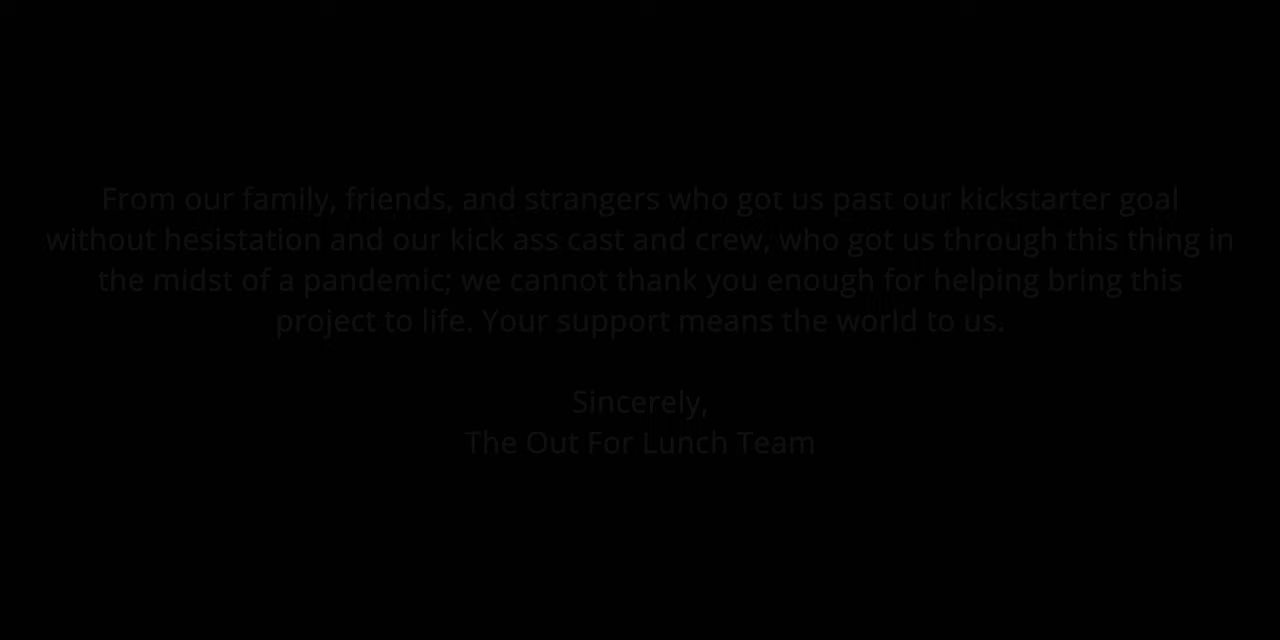 From our family, friends, and strangers who got us past our kickstarter goal
without hesistation and our kick ass cast and crew, who got us through this thing in
the midst of a pandemic; we cannot thank you enough for helping bring this
project to life. Your support means the world to us.
Sincerely,
The Out For Lunch Team